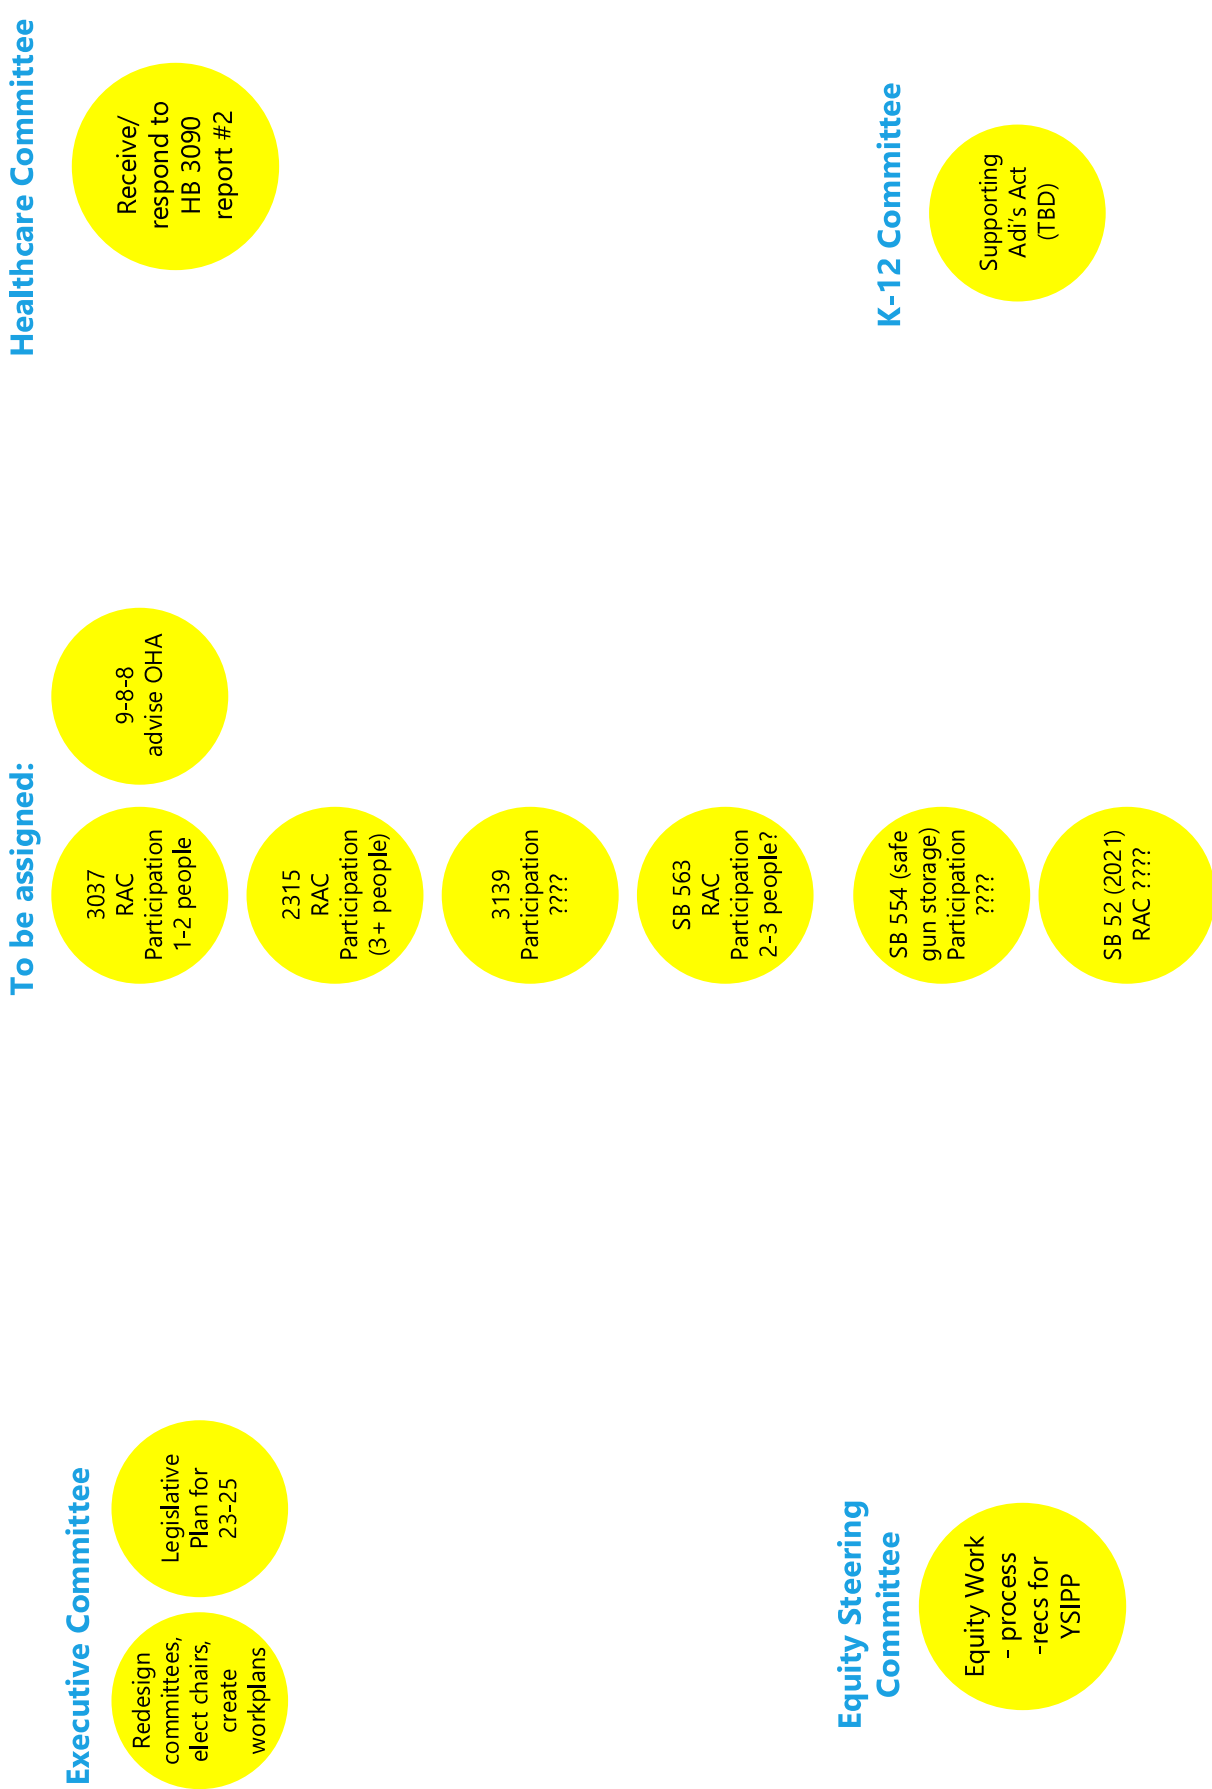 Executive Committee
Redesign
committees,
elect chairs,
create
workplans
Legislative
Plan for
23-25
To be assigned:
3037
RAC
Participation
1-2 people
9-8-8
advise OHA
2315
RAC
Participation
(3+ people)
3139
Participation
????
SB 563
RAC
Participation
2-3 people?
SB 554 (safe
gun storage)
Participation
????
SB 52 (2021)
RAC ????
Healthcare Committee
Receive/
respond to
HB 3090
report #2
Equity Steering
Committee
Equity Work
- process
-recs for
YSIPP
K-12 Committee
Supporting
Adi's Act
(TBD)